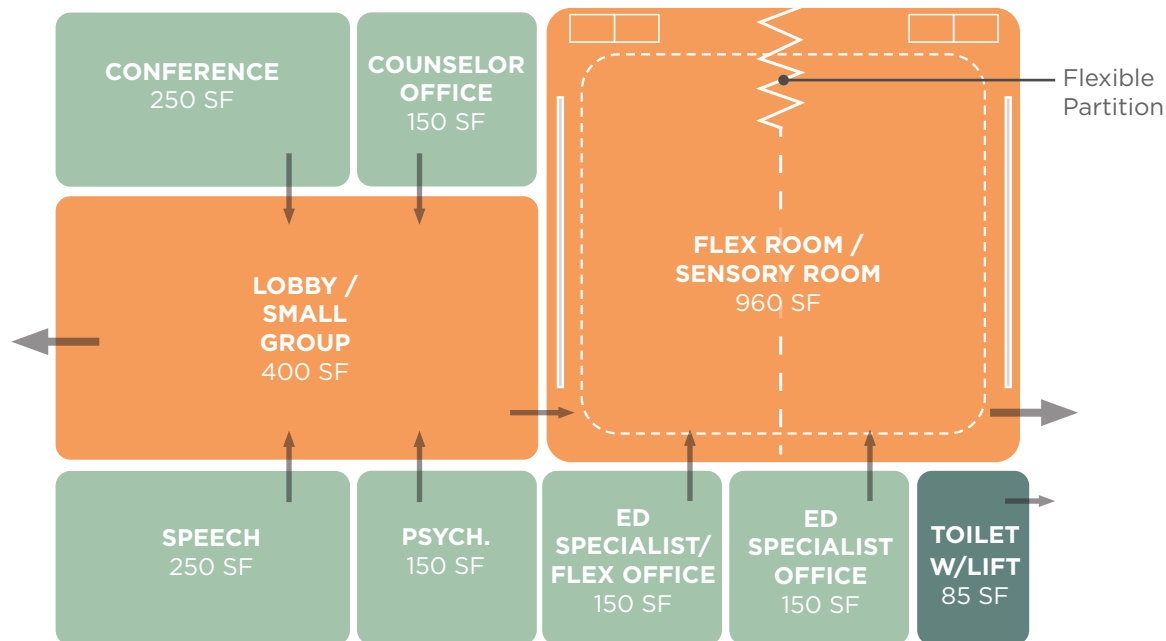 CONFERENCE
250 SF
COUNSELOR
OFFICE
150 SF
Flexible
Partition
LOBBY /
SMALL
GROUP
400 SF
FLEX ROOM /
SENSORY ROOM
960 SF
SPEECH
250 SF
PSYCH.
150 SF
ED
SPECIALIST/
FLEX OFFICE
150 SF
ED
SPECIALIST
OFFICE
150 SF
TOILET
W/LIFT
85 SF